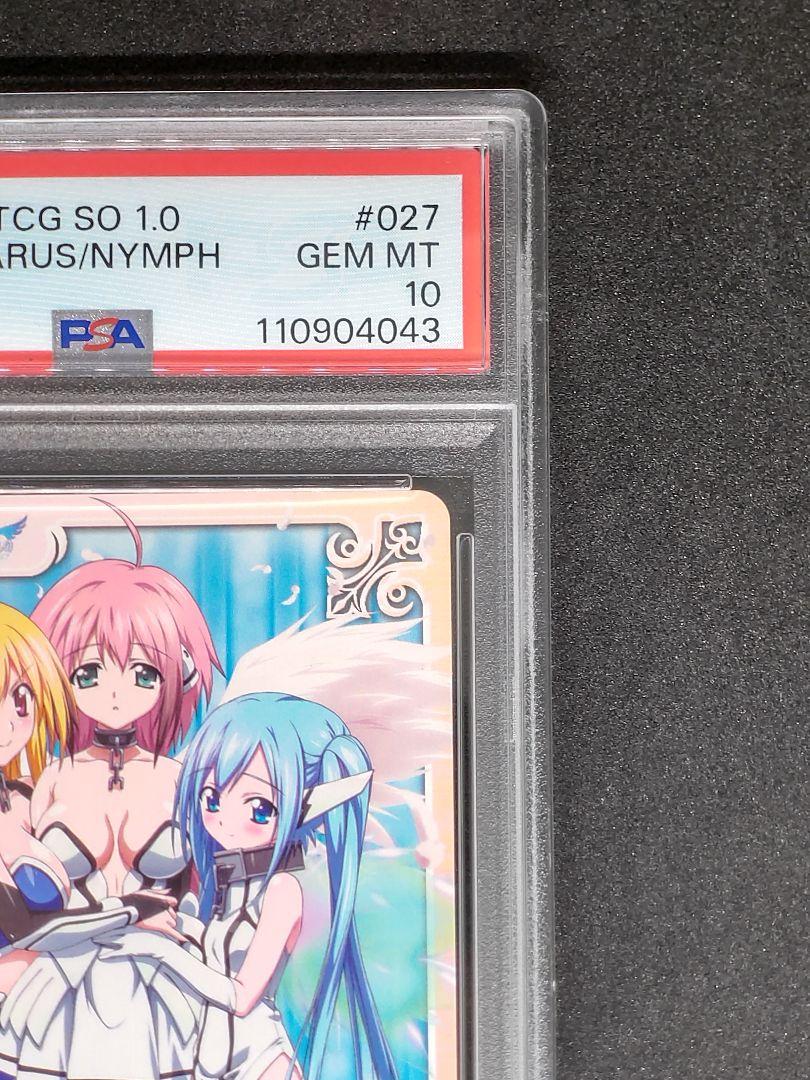 TCG SO 1.0 #027
ARUS/NYMPH GEM MT
10
PSA 110904043